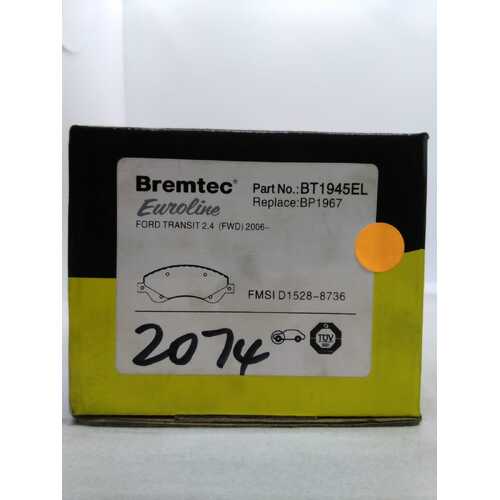 Bremtec®
Part No.: BT1945EL
Euroline
Replace:BP1967
FORD TRANSIT 2.4 (FWD) 2006-
FMSI D1528-8736
2074
TÜV